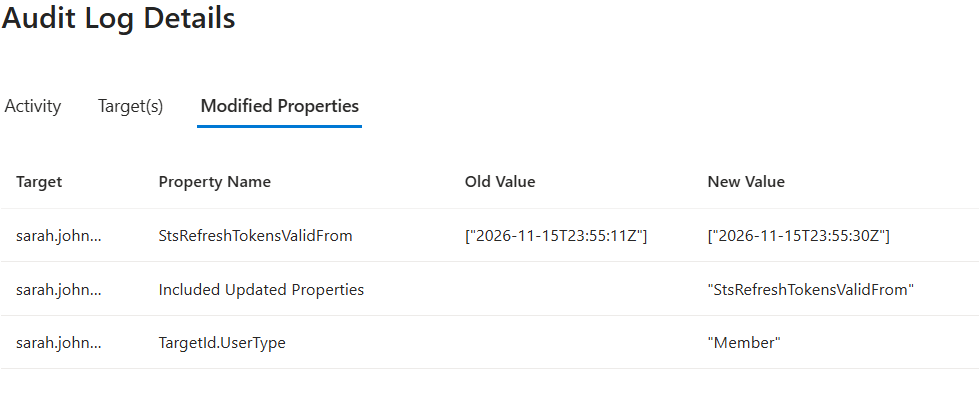 Audit Log Details
Activity Target(s) Modified Properties
Target Property Name Old Value New Value
sarah.john... StsRefreshTokensValidFrom ["2026-11-15T23:55:11Z"] ["2026-11-15T23:55:30Z"]
sarah.john... Included Updated Properties "StsRefreshTokensValidFrom"
sarah.john... TargetId.UserType "Member"